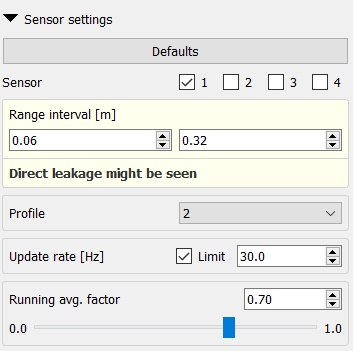 Sensor settings
Defaults
Sensor 1 2 3 4
Range interval [m]
0.06 0.32
Direct leakage might be seen
Profile 2
Update rate [Hz] Limit 30.0
Running avg. factor 0.70
0.0 1.0